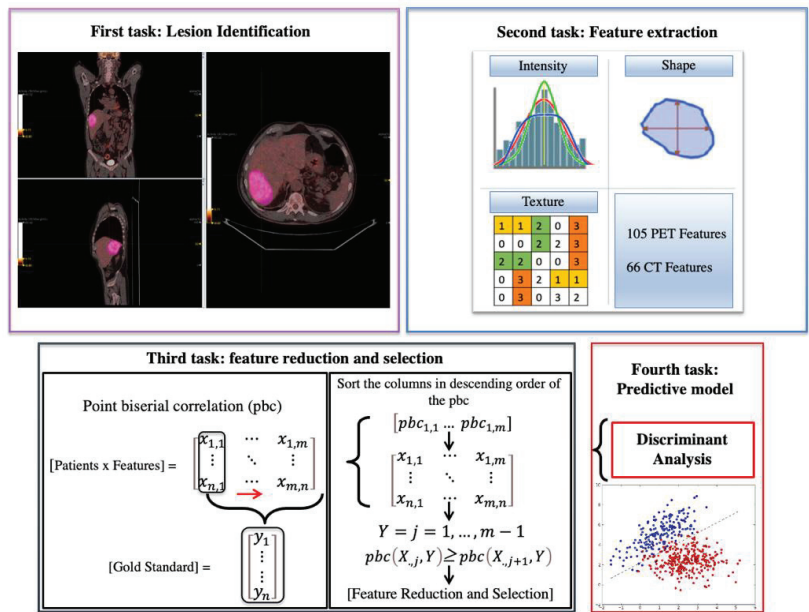 First task: Lesion Identification
Second task: Feature extraction
Intensity
Shape
Texture
1 1 2 0 3
0 0 2 2 3
2 2 0 0 3
0 3 2 1 1
0 3 0 3 2
105 PET Features
66 CT Features
Third task: feature reduction and selection
Point biserial correlation (pbc)
[Patients x Features] =
x1,1 ⋯ x1,m
⋮ ⋱ ⋮
xn,1 ⋯ xm,n
[Gold Standard] =
y1
⋮
⋮
yn
Sort the columns in descending order of
the pbc
[pbc1,1 … pbc1,m]
x1,1 ⋯ x1,m
⋮ ⋱ ⋮
xn,1 ⋯ xm,n
Y = j = 1, … , m − 1
pbc(X.,j, Y) ≥ pbc(X.,j+1, Y)
[Feature Reduction and Selection]
Fourth task:
Predictive model
Discriminant
Analysis